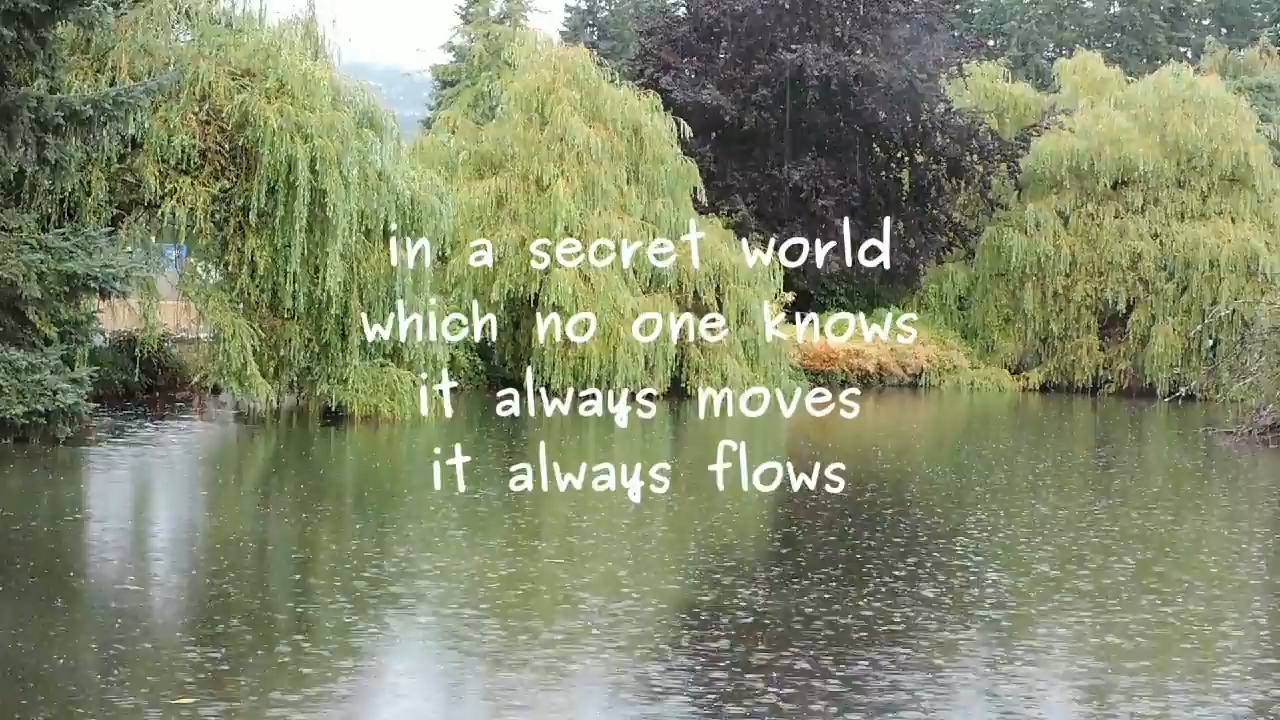 in a secret world
which no one knows
it always moves
it always flows